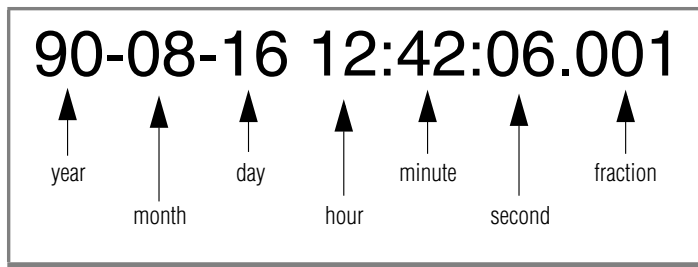 90-08-16 12:42:06.001
year day minute fraction
month hour second